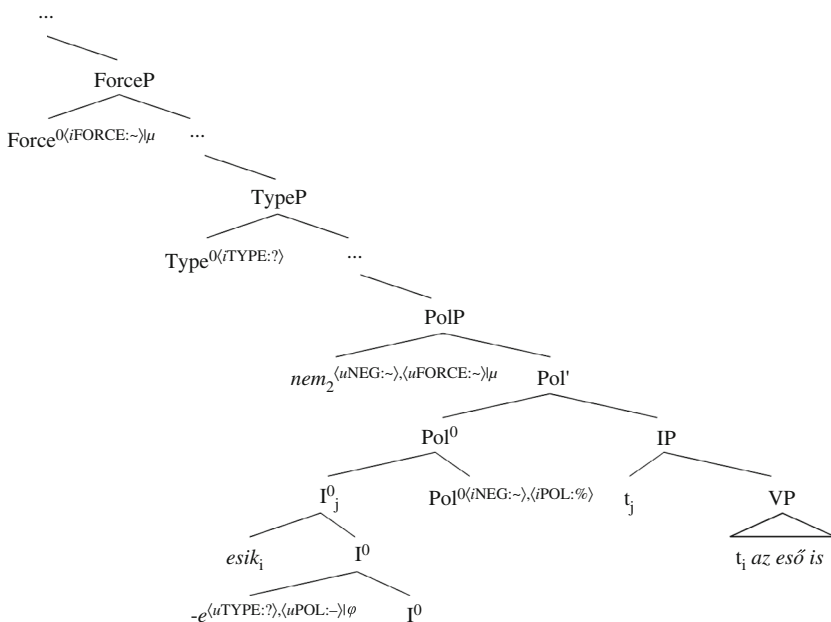 ...
ForceP
Force⁰⟨iFORCE:~⟩|μ ...
TypeP
Type⁰⟨iTYPE:?⟩ ...
PolP
nem₂⟨uNEG:~⟩,⟨uFORCE:~⟩|μ Pol'
Pol⁰ IP
I⁰ⱼ Pol⁰⟨iNEG:~⟩,⟨iPOL:%⟩ tⱼ VP
esikᵢ I⁰ tᵢ az eső is
-e⟨uTYPE:?⟩,⟨uPOL:–⟩|φ I⁰